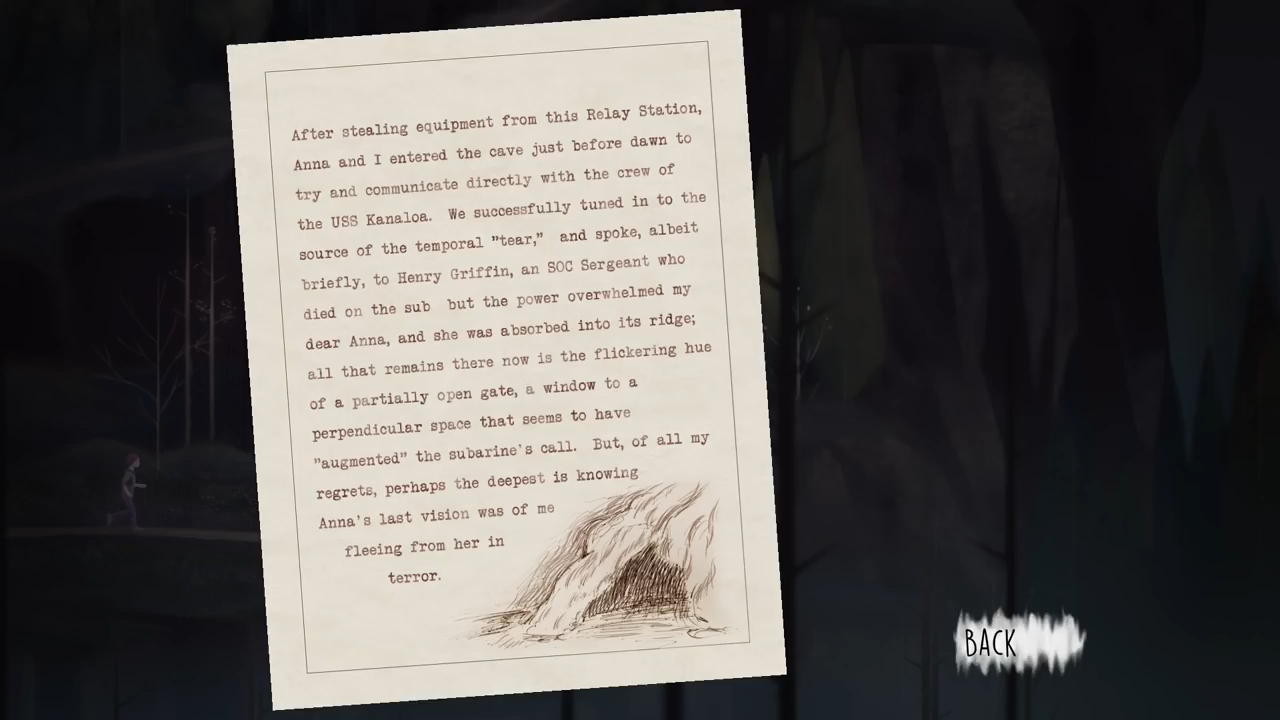 After stealing equipment from this Relay Station,
Anna and I entered the cave just before dawn to
try and communicate directly with the crew of
the USS Kanaloa. We successfully tuned in to the
source of the temporal "tear," and spoke, albeit
briefly, to Henry Griffin, an SOC Sergeant who
died on the sub but the power overwhelmed my
dear Anna, and she was absorbed into its ridge;
all that remains there now is the flickering hue
of a partially open gate, a window to a
perpendicular space that seems to have
"augmented" the subarine's call. But, of all my
regrets, perhaps the deepest is knowing
Anna's last vision was of me
fleeing from her in
terror.
BACK